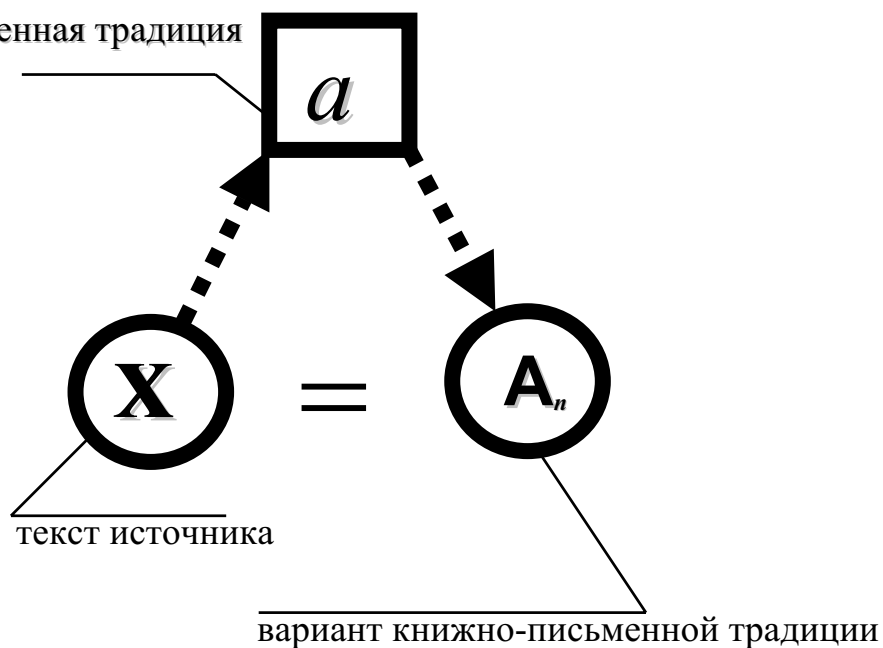 енная традиция
a
X = Aₙ
текст источника
вариант книжно-письменной традиции